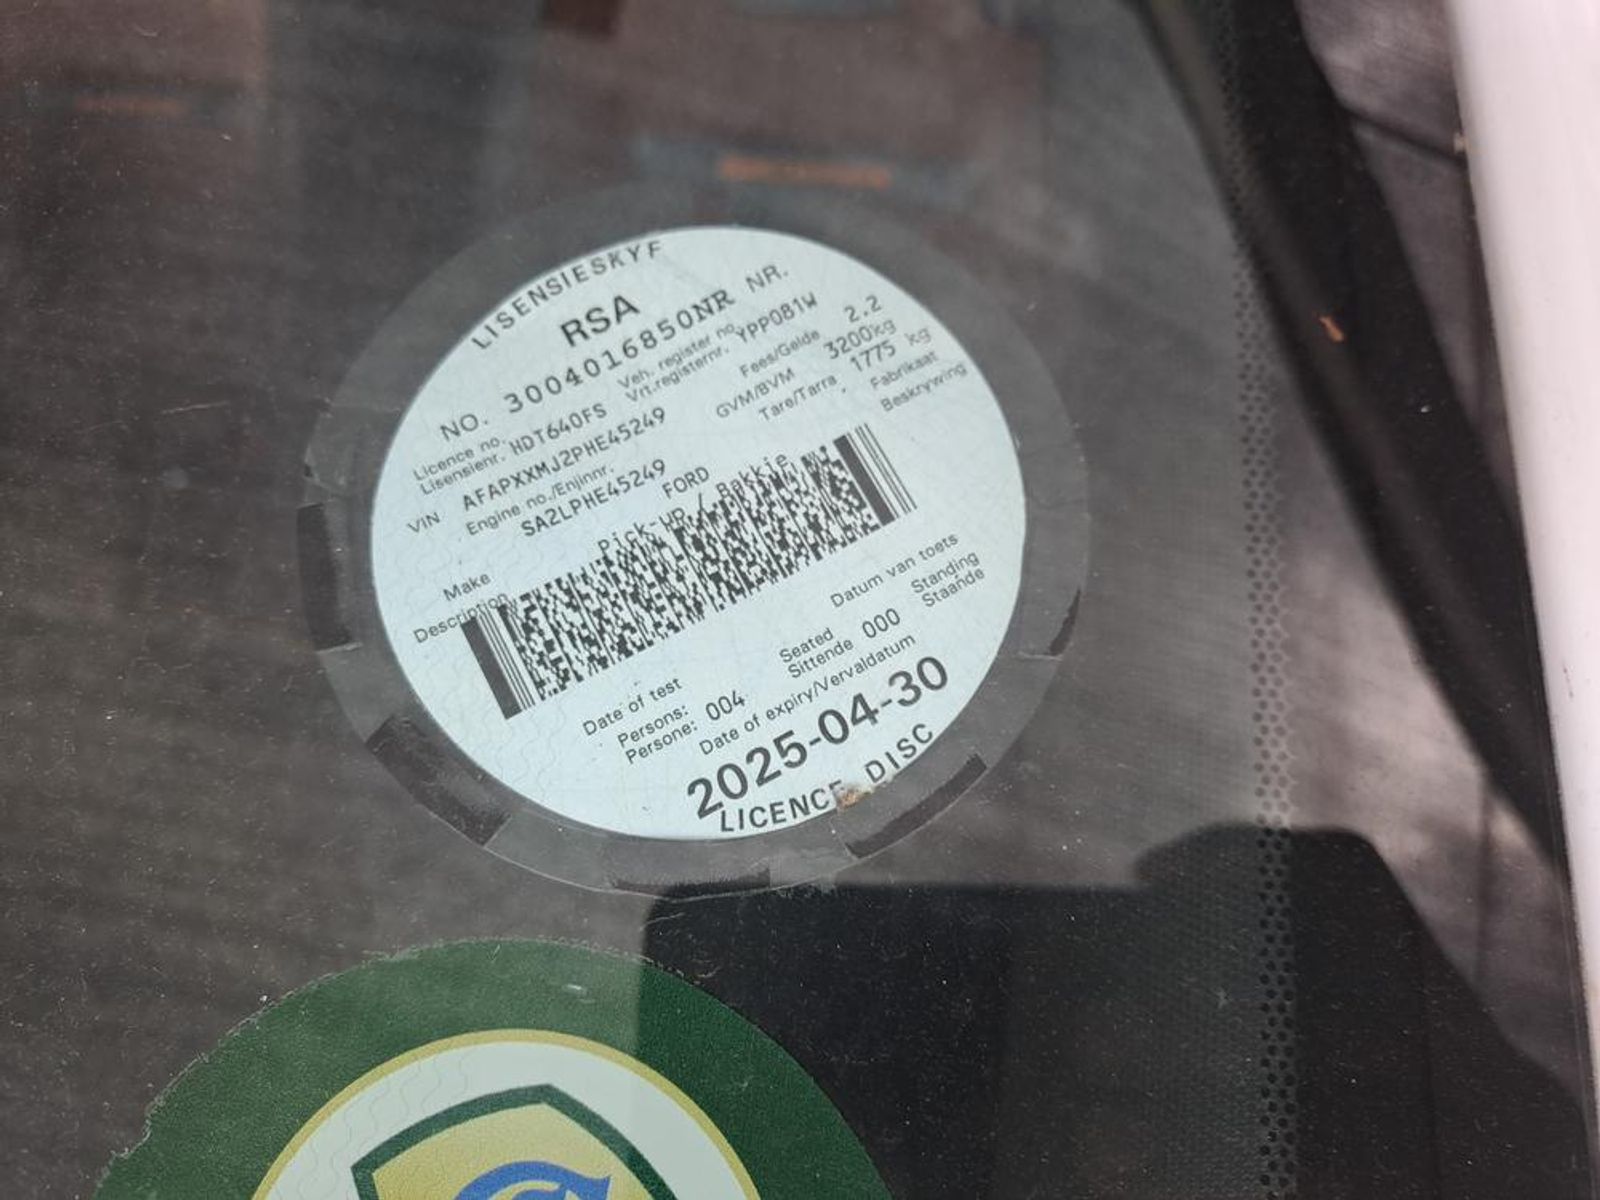 LISENSIESKYF
RSA
NO. 3004016850NR NR.
Licence no. Veh. register no.
Lisensienr. HDT640FS Vrt.registernr. YPP081W
VIN AFAPXXMJ2PHE45249 Fees/Gelde 2.2
Engine no./Enjinnr. GVM/BVM 3200kg
SA2LPHE45249 Tare/Tarra 1775 kg
Make FORD Fabrikaat
Description Pick-up / Bakkie Beskrywing
Date of test Datum van toets
Persons: Seated Standing
Persone: 004 Sittende 000 Staande
Date of expiry/Vervaldatum
2025-04-30
LICENCE DISC